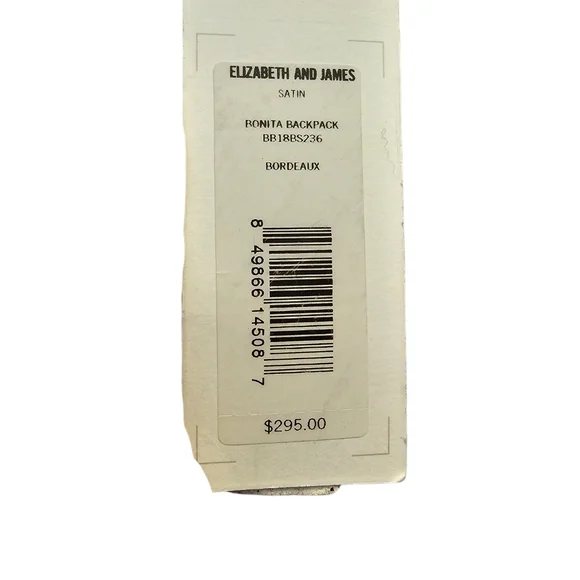 ELIZABETH AND JAMES
SATIN
BONITA BACKPACK
BB18BS236
BORDEAUX
8 49866 14508 7
$295.00